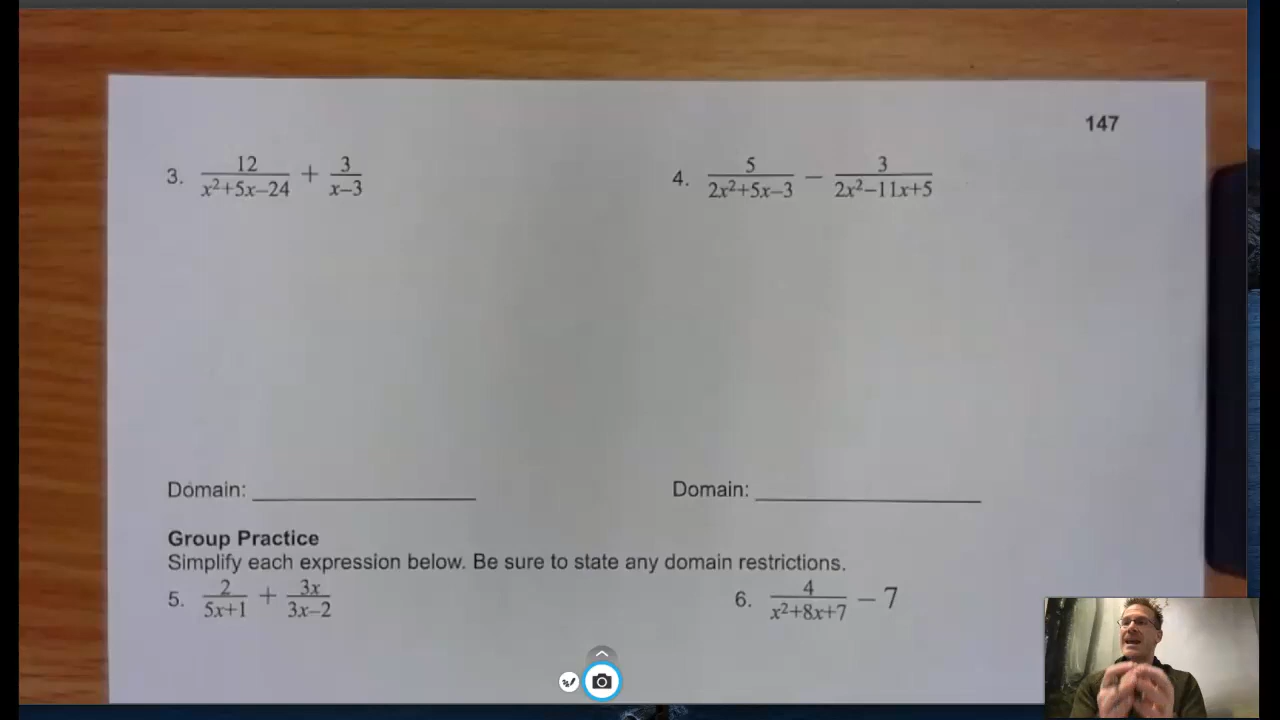 147
3. 12/(x²+5x−24) + 3/(x−3)
4. 5/(2x²+5x−3) − 3/(2x²−11x+5)
Domain: ____________________
Domain: ____________________
Group Practice
Simplify each expression below. Be sure to state any domain restrictions.
5. 2/(5x+1) + 3x/(3x−2)
6. 4/(x²+8x+7) − 7